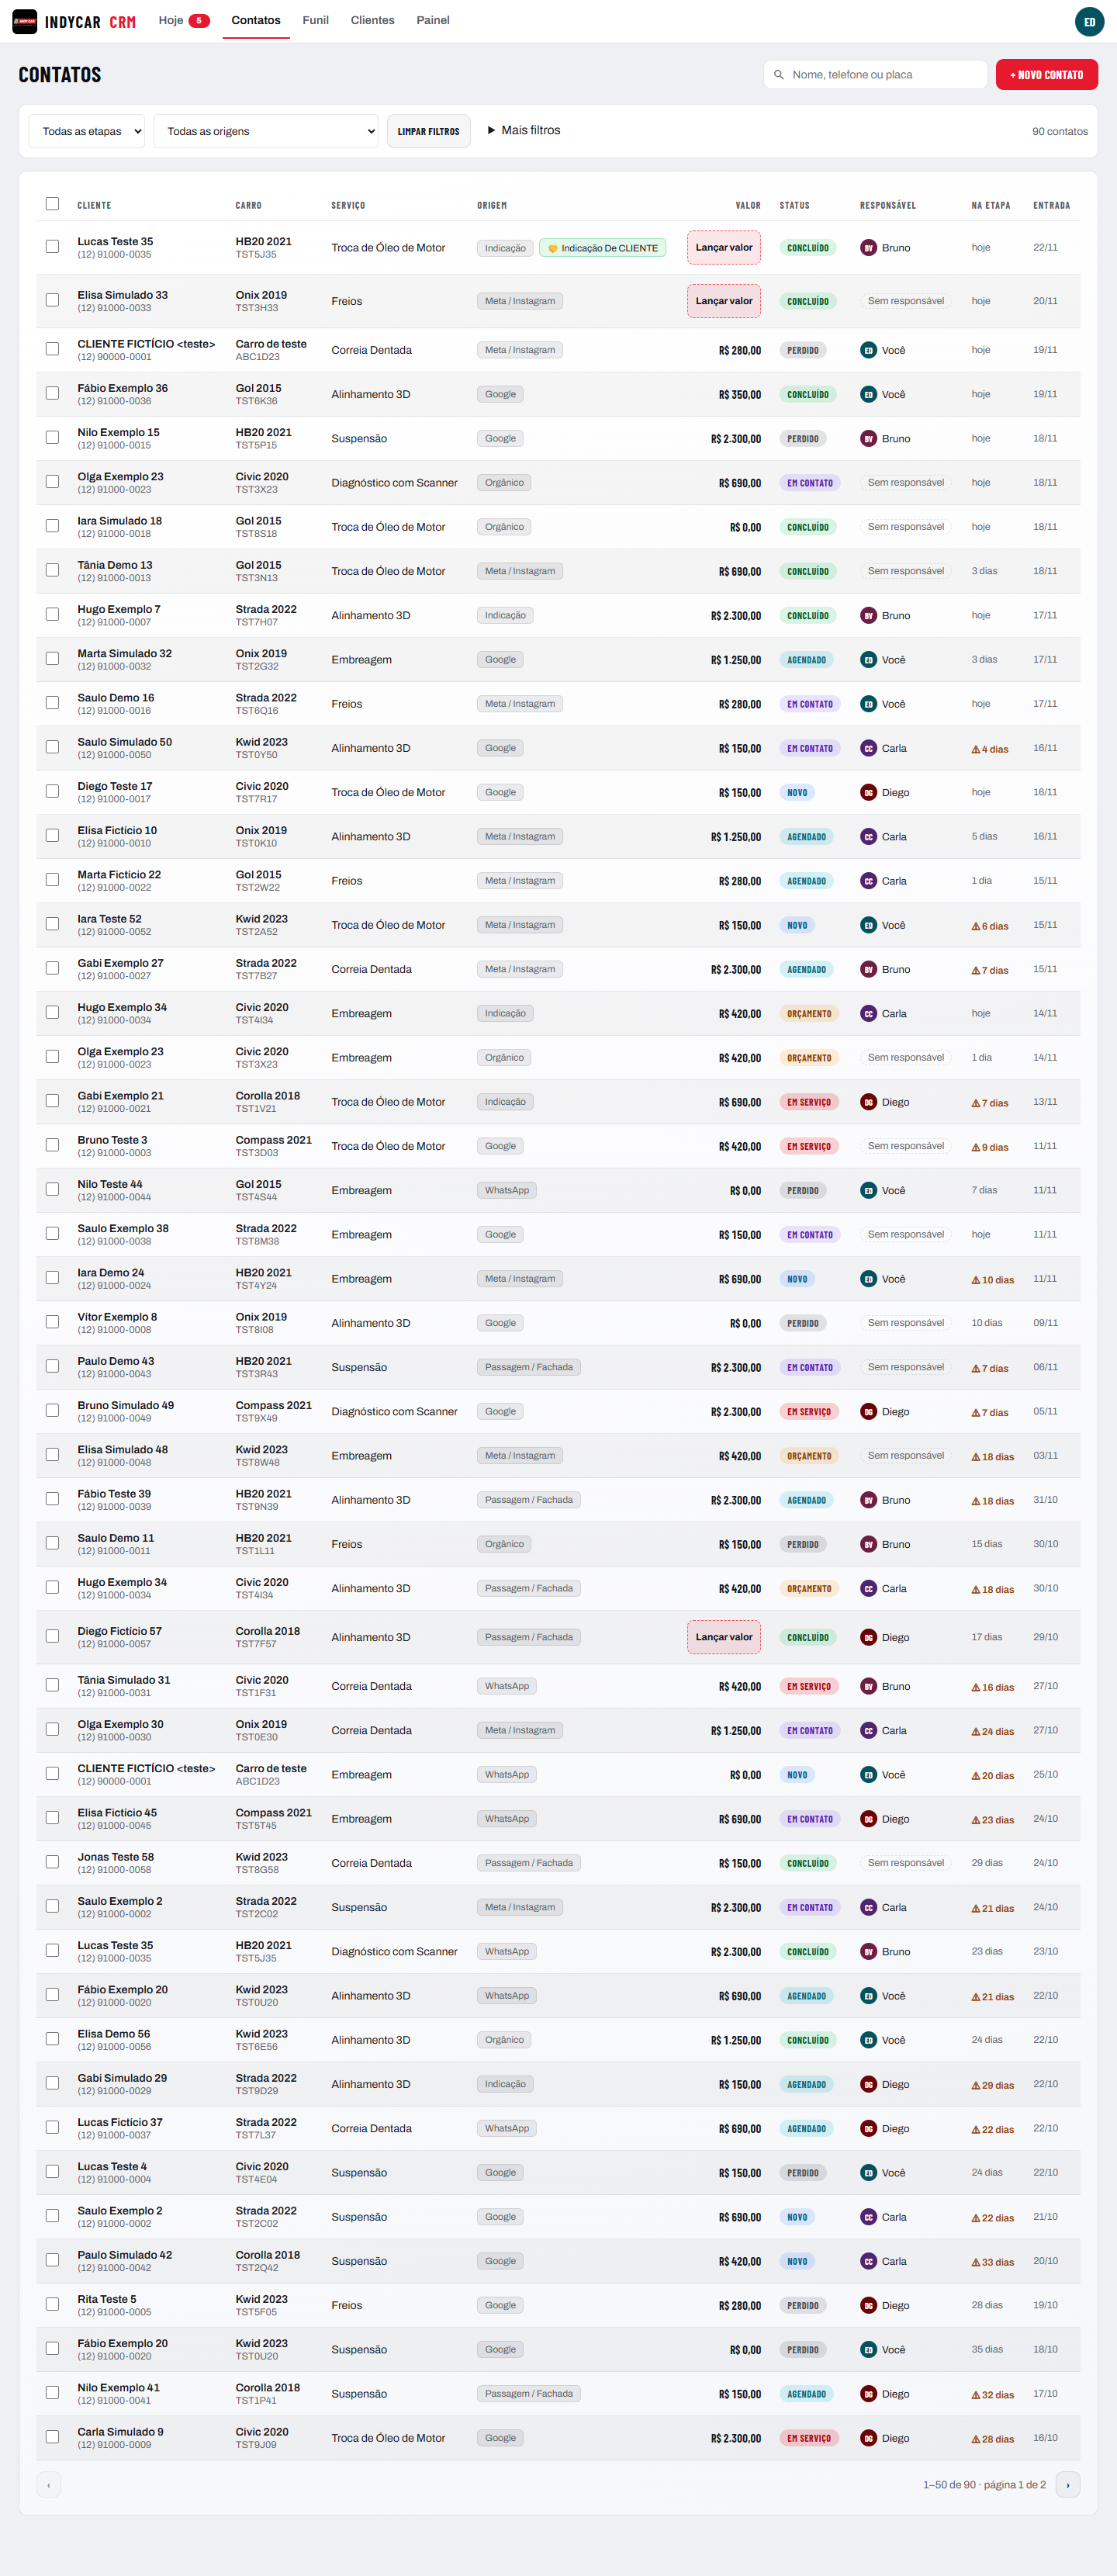 INDYCAR CRM Hoje 5 Contatos Funil Clientes Painel ED
CONTATOS Nome, telefone ou placa + NOVO CONTATO
Todas as etapas Todas as origens LIMPAR FILTROS ▶ Mais filtros 90 contatos
CLIENTE CARRO SERVIÇO ORIGEM VALOR STATUS RESPONSÁVEL NA ETAPA ENTRADA
Lucas Teste 35 HB20 2021 Troca de Óleo de Motor Indicação 🤝 Indicação De CLIENTE Lançar valor CONCLUÍDO BV Bruno hoje 22/11
(12) 91000-0035 TST5J35
Elisa Simulado 33 Onix 2019 Freios Meta / Instagram Lançar valor CONCLUÍDO Sem responsável hoje 20/11
(12) 91000-0033 TST3H33
CLIENTE FICTÍCIO <teste> Carro de teste Correia Dentada Meta / Instagram R$ 280,00 PERDIDO ED Você hoje 19/11
(12) 90000-0001 ABC1D23
Fábio Exemplo 36 Gol 2015 Alinhamento 3D Google R$ 350,00 CONCLUÍDO ED Você hoje 19/11
(12) 91000-0036 TST6K36
Nilo Exemplo 15 HB20 2021 Suspensão Google R$ 2.300,00 PERDIDO BV Bruno hoje 18/11
(12) 91000-0015 TST5P15
Olga Exemplo 23 Civic 2020 Diagnóstico com Scanner Orgânico R$ 690,00 EM CONTATO Sem responsável hoje 18/11
(12) 91000-0023 TST3X23
Iara Simulado 18 Gol 2015 Troca de Óleo de Motor Orgânico R$ 0,00 CONCLUÍDO Sem responsável hoje 18/11
(12) 91000-0018 TST8S18
Tânia Demo 13 Gol 2015 Troca de Óleo de Motor Meta / Instagram R$ 690,00 CONCLUÍDO Sem responsável 3 dias 18/11
(12) 91000-0013 TST3N13
Hugo Exemplo 7 Strada 2022 Alinhamento 3D Indicação R$ 2.300,00 CONCLUÍDO BV Bruno hoje 17/11
(12) 91000-0007 TST7H07
Marta Simulado 32 Onix 2019 Embreagem Google R$ 1.250,00 AGENDADO ED Você 3 dias 17/11
(12) 91000-0032 TST2G32
Saulo Demo 16 Strada 2022 Freios Meta / Instagram R$ 280,00 EM CONTATO ED Você hoje 17/11
(12) 91000-0016 TST6Q16
Saulo Simulado 50 Kwid 2023 Alinhamento 3D Google R$ 150,00 EM CONTATO CC Carla ⚠ 4 dias 16/11
(12) 91000-0050 TST0Y50
Diego Teste 17 Civic 2020 Troca de Óleo de Motor Google R$ 150,00 NOVO DG Diego hoje 16/11
(12) 91000-0017 TST7R17
Elisa Fictício 10 Onix 2019 Alinhamento 3D Meta / Instagram R$ 1.250,00 AGENDADO CC Carla 5 dias 16/11
(12) 91000-0010 TST0K10
Marta Fictício 22 Gol 2015 Freios Meta / Instagram R$ 280,00 AGENDADO CC Carla 1 dia 15/11
(12) 91000-0022 TST2W22
Iara Teste 52 Kwid 2023 Troca de Óleo de Motor Meta / Instagram R$ 150,00 NOVO ED Você ⚠ 6 dias 15/11
(12) 91000-0052 TST2A52
Gabi Exemplo 27 Strada 2022 Correia Dentada Meta / Instagram R$ 2.300,00 AGENDADO BV Bruno ⚠ 7 dias 15/11
(12) 91000-0027 TST7B27
Hugo Exemplo 34 Civic 2020 Embreagem Indicação R$ 420,00 ORÇAMENTO CC Carla hoje 14/11
(12) 91000-0034 TST4I34
Olga Exemplo 23 Civic 2020 Embreagem Orgânico R$ 420,00 ORÇAMENTO Sem responsável 1 dia 14/11
(12) 91000-0023 TST3X23
Gabi Exemplo 21 Corolla 2018 Troca de Óleo de Motor Indicação R$ 690,00 EM SERVIÇO DG Diego ⚠ 7 dias 13/11
(12) 91000-0021 TST1V21
Bruno Teste 3 Compass 2021 Troca de Óleo de Motor Google R$ 420,00 EM SERVIÇO Sem responsável ⚠ 9 dias 11/11
(12) 91000-0003 TST3D03
Nilo Teste 44 Gol 2015 Embreagem WhatsApp R$ 0,00 PERDIDO ED Você 7 dias 11/11
(12) 91000-0044 TST4S44
Saulo Exemplo 38 Strada 2022 Embreagem Google R$ 150,00 EM CONTATO Sem responsável hoje 11/11
(12) 91000-0038 TST8M38
Iara Demo 24 HB20 2021 Embreagem Meta / Instagram R$ 690,00 NOVO ED Você ⚠ 10 dias 11/11
(12) 91000-0024 TST4Y24
Vítor Exemplo 8 Onix 2019 Alinhamento 3D Google R$ 0,00 PERDIDO Sem responsável 10 dias 09/11
(12) 91000-0008 TST8I08
Paulo Demo 43 HB20 2021 Suspensão Passagem / Fachada R$ 2.300,00 EM CONTATO Sem responsável ⚠ 7 dias 06/11
(12) 91000-0043 TST3R43
Bruno Simulado 49 Compass 2021 Diagnóstico com Scanner Google R$ 2.300,00 EM SERVIÇO DG Diego ⚠ 7 dias 05/11
(12) 91000-0049 TST9X49
Elisa Simulado 48 Kwid 2023 Embreagem Meta / Instagram R$ 420,00 ORÇAMENTO Sem responsável ⚠ 18 dias 03/11
(12) 91000-0048 TST8W48
Fábio Teste 39 HB20 2021 Alinhamento 3D Passagem / Fachada R$ 2.300,00 AGENDADO BV Bruno ⚠ 18 dias 31/10
(12) 91000-0039 TST9N39
Saulo Demo 11 HB20 2021 Freios Orgânico R$ 150,00 PERDIDO BV Bruno 15 dias 30/10
(12) 91000-0011 TST1L11
Hugo Exemplo 34 Civic 2020 Alinhamento 3D Passagem / Fachada R$ 420,00 ORÇAMENTO CC Carla ⚠ 18 dias 30/10
(12) 91000-0034 TST4I34
Diego Fictício 57 Corolla 2018 Alinhamento 3D Passagem / Fachada Lançar valor CONCLUÍDO DG Diego 17 dias 29/10
(12) 91000-0057 TST7F57
Tânia Simulado 31 Civic 2020 Correia Dentada WhatsApp R$ 420,00 EM SERVIÇO BV Bruno ⚠ 16 dias 27/10
(12) 91000-0031 TST1F31
Olga Exemplo 30 Onix 2019 Correia Dentada Meta / Instagram R$ 1.250,00 EM CONTATO CC Carla ⚠ 24 dias 27/10
(12) 91000-0030 TST0E30
CLIENTE FICTÍCIO <teste> Carro de teste Embreagem WhatsApp R$ 0,00 NOVO ED Você ⚠ 20 dias 25/10
(12) 90000-0001 ABC1D23
Elisa Fictício 45 Compass 2021 Embreagem WhatsApp R$ 690,00 EM CONTATO DG Diego ⚠ 23 dias 24/10
(12) 91000-0045 TST5T45
Jonas Teste 58 Kwid 2023 Correia Dentada Passagem / Fachada R$ 150,00 CONCLUÍDO Sem responsável 29 dias 24/10
(12) 91000-0058 TST8G58
Saulo Exemplo 2 Strada 2022 Suspensão Meta / Instagram R$ 2.300,00 EM CONTATO CC Carla ⚠ 21 dias 24/10
(12) 91000-0002 TST2C02
Lucas Teste 35 HB20 2021 Diagnóstico com Scanner WhatsApp R$ 2.300,00 CONCLUÍDO BV Bruno 23 dias 23/10
(12) 91000-0035 TST5J35
Fábio Exemplo 20 Kwid 2023 Alinhamento 3D WhatsApp R$ 690,00 AGENDADO ED Você ⚠ 21 dias 22/10
(12) 91000-0020 TST0U20
Elisa Demo 56 Kwid 2023 Alinhamento 3D Orgânico R$ 1.250,00 CONCLUÍDO ED Você 24 dias 22/10
(12) 91000-0056 TST6E56
Gabi Simulado 29 Strada 2022 Alinhamento 3D Indicação R$ 150,00 AGENDADO DG Diego ⚠ 29 dias 22/10
(12) 91000-0029 TST9D29
Lucas Fictício 37 Strada 2022 Correia Dentada WhatsApp R$ 690,00 AGENDADO DG Diego ⚠ 22 dias 22/10
(12) 91000-0037 TST7L37
Lucas Teste 4 Civic 2020 Suspensão Google R$ 150,00 PERDIDO ED Você 24 dias 22/10
(12) 91000-0004 TST4E04
Saulo Exemplo 2 Strada 2022 Suspensão Google R$ 690,00 NOVO CC Carla ⚠ 22 dias 21/10
(12) 91000-0002 TST2C02
Paulo Simulado 42 Corolla 2018 Suspensão Google R$ 420,00 NOVO CC Carla ⚠ 33 dias 20/10
(12) 91000-0042 TST2Q42
Rita Teste 5 Kwid 2023 Freios Google R$ 280,00 PERDIDO DG Diego 28 dias 19/10
(12) 91000-0005 TST5F05
Fábio Exemplo 20 Kwid 2023 Suspensão Google R$ 0,00 PERDIDO ED Você 35 dias 18/10
(12) 91000-0020 TST0U20
Nilo Exemplo 41 Corolla 2018 Suspensão Passagem / Fachada R$ 150,00 AGENDADO DG Diego ⚠ 32 dias 17/10
(12) 91000-0041 TST1P41
Carla Simulado 9 Civic 2020 Troca de Óleo de Motor Google R$ 2.300,00 EM SERVIÇO DG Diego ⚠ 28 dias 16/10
(12) 91000-0009 TST9J09
‹ 1–50 de 90 · página 1 de 2 ›